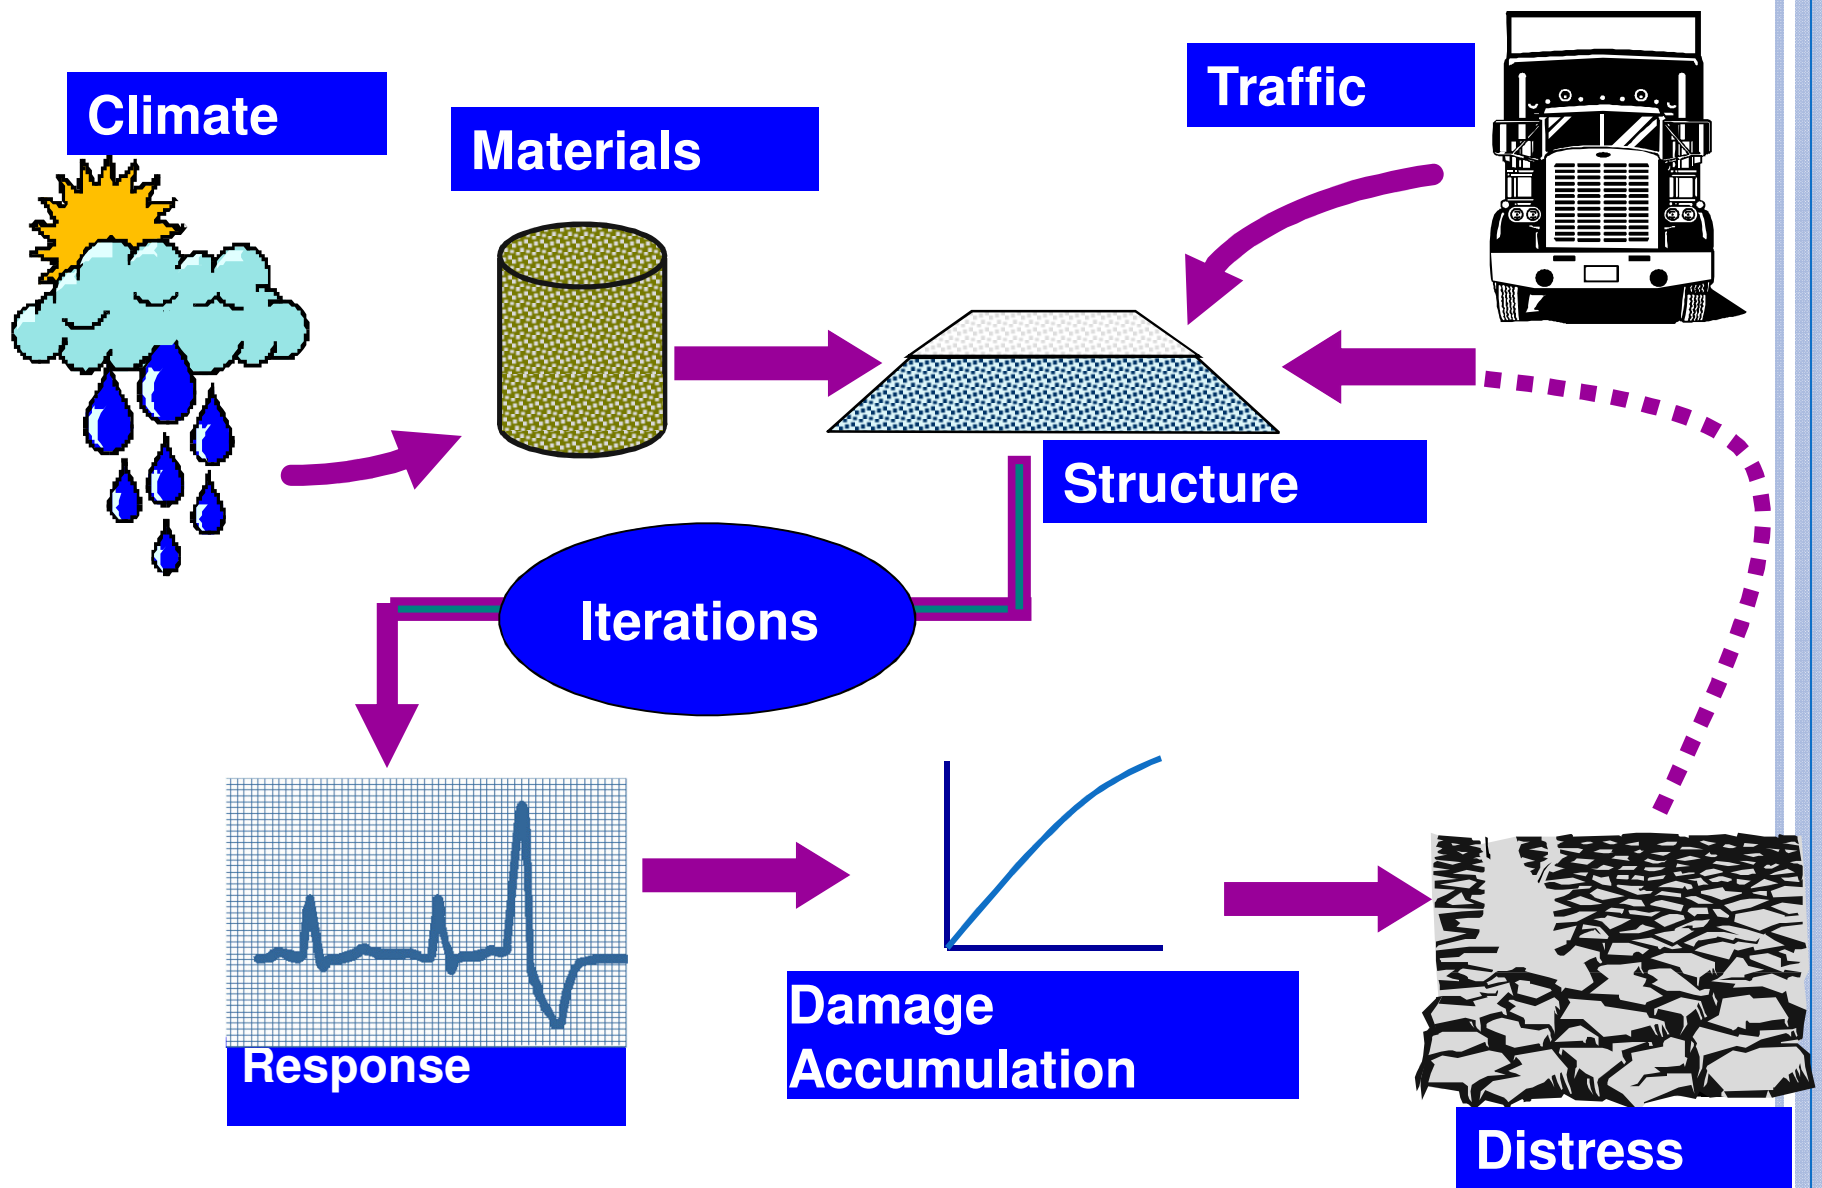 Climate
Materials
Traffic
Structure
Iterations
Response
Damage
Accumulation
Distress